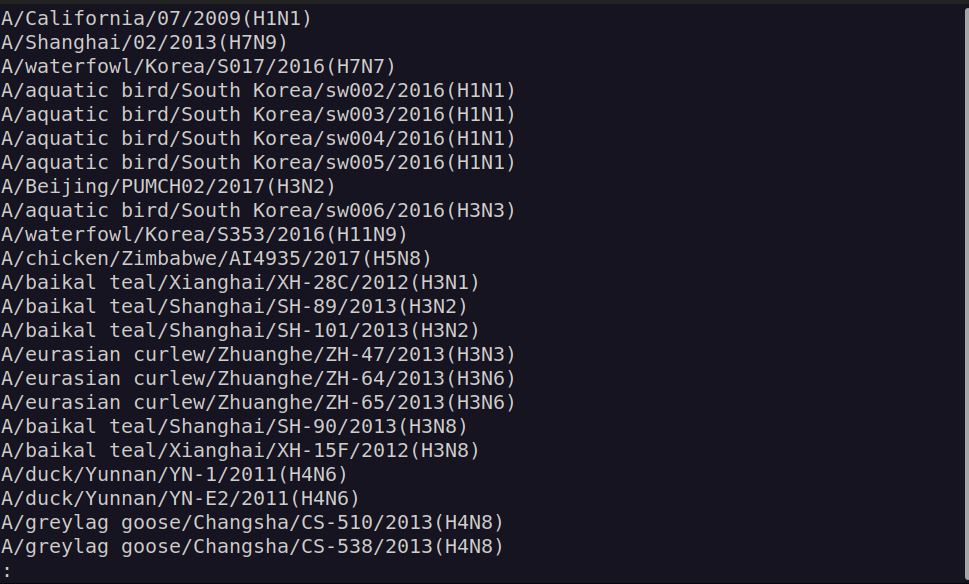 A/California/07/2009(H1N1)
A/Shanghai/02/2013(H7N9)
A/waterfowl/Korea/S017/2016(H7N7)
A/aquatic bird/South Korea/sw002/2016(H1N1)
A/aquatic bird/South Korea/sw003/2016(H1N1)
A/aquatic bird/South Korea/sw004/2016(H1N1)
A/aquatic bird/South Korea/sw005/2016(H1N1)
A/Beijing/PUMCH02/2017(H3N2)
A/aquatic bird/South Korea/sw006/2016(H3N3)
A/waterfowl/Korea/S353/2016(H11N9)
A/chicken/Zimbabwe/AI4935/2017(H5N8)
A/baikal teal/Xianghai/XH-28C/2012(H3N1)
A/baikal teal/Shanghai/SH-89/2013(H3N2)
A/baikal teal/Shanghai/SH-101/2013(H3N2)
A/eurasian curlew/Zhuanghe/ZH-47/2013(H3N3)
A/eurasian curlew/Zhuanghe/ZH-64/2013(H3N6)
A/eurasian curlew/Zhuanghe/ZH-65/2013(H3N6)
A/baikal teal/Shanghai/SH-90/2013(H3N8)
A/baikal teal/Xianghai/XH-15F/2012(H3N8)
A/duck/Yunnan/YN-1/2011(H4N6)
A/duck/Yunnan/YN-E2/2011(H4N6)
A/greylag goose/Changsha/CS-510/2013(H4N8)
A/greylag goose/Changsha/CS-538/2013(H4N8)
: